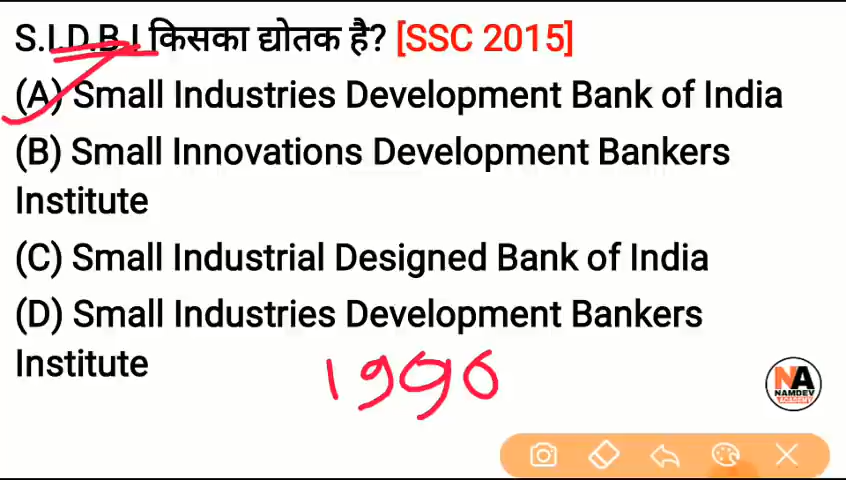 S.I.D.B.I किसका द्योतक है? [SSC 2015]
(A) Small Industries Development Bank of India
(B) Small Innovations Development Bankers
Institute
(C) Small Industrial Designed Bank of India
(D) Small Industries Development Bankers
Institute
1990
NA
NAMDEV
ACADEMY